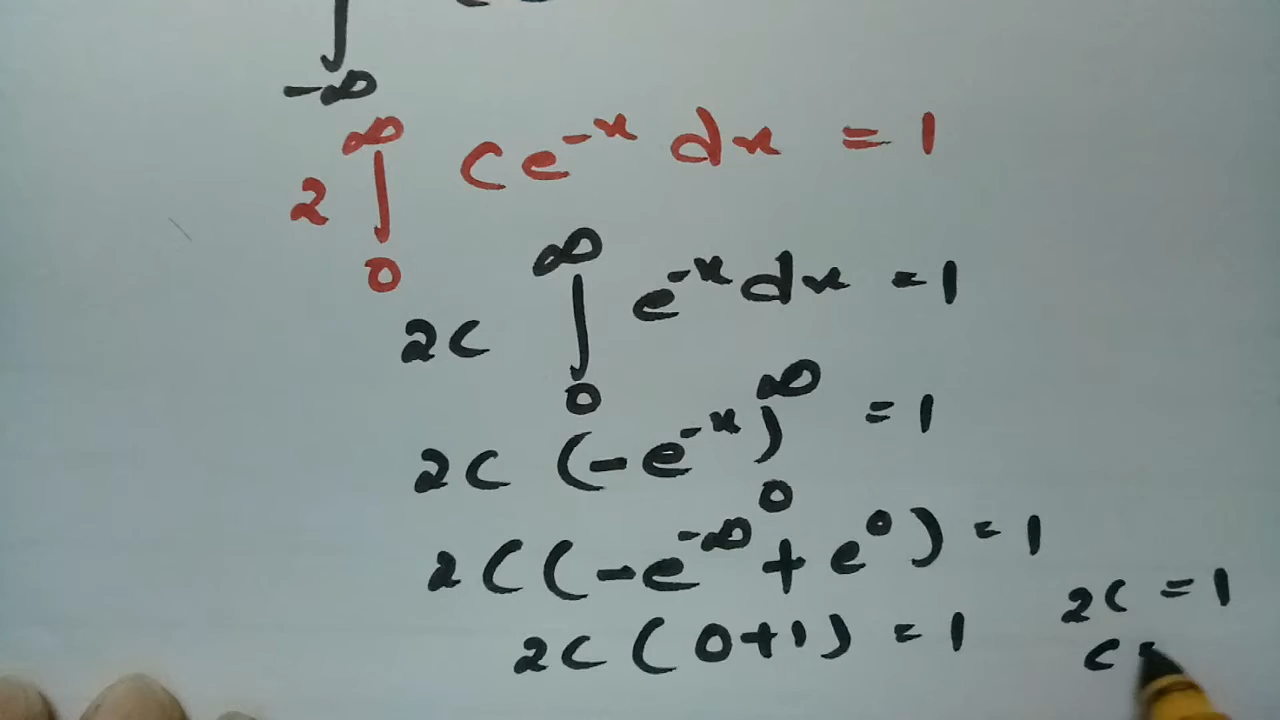 -∞
2 ∫₀^∞ Ce^-x dx = 1
2C ∫₀^∞ e^-x dx = 1
2C (-e^-x)₀^∞ = 1
2C((-e^-∞ + e^0) = 1
2C(0+1) = 1
2C = 1
C =